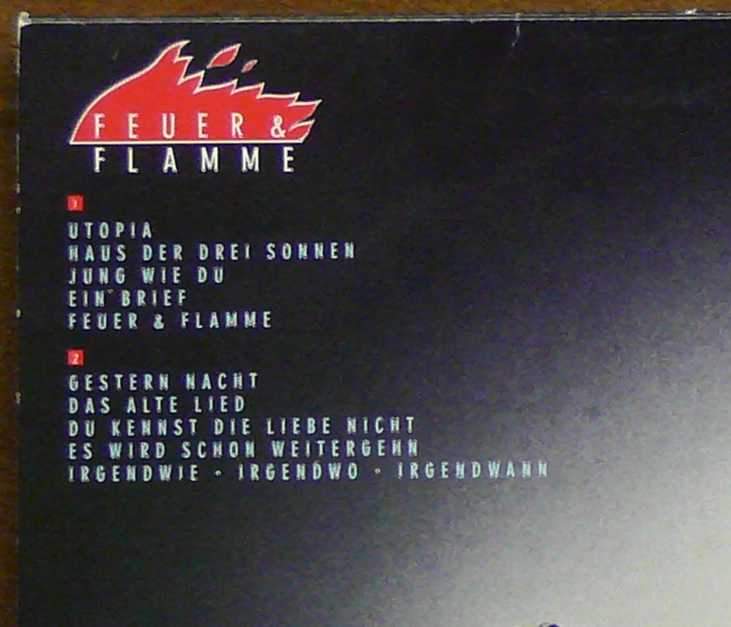 FEUER &
FLAMME
1
UTOPIA
HAUS DER DREI SONNEN
JUNG WIE DU
EIN BRIEF
FEUER & FLAMME
2
GESTERN NACHT
DAS ALTE LIED
DU KENNST DIE LIEBE NICHT
ES WIRD SCHON WEITERGEHN
IRGENDWIE - IRGENDWO - IRGENDWANN